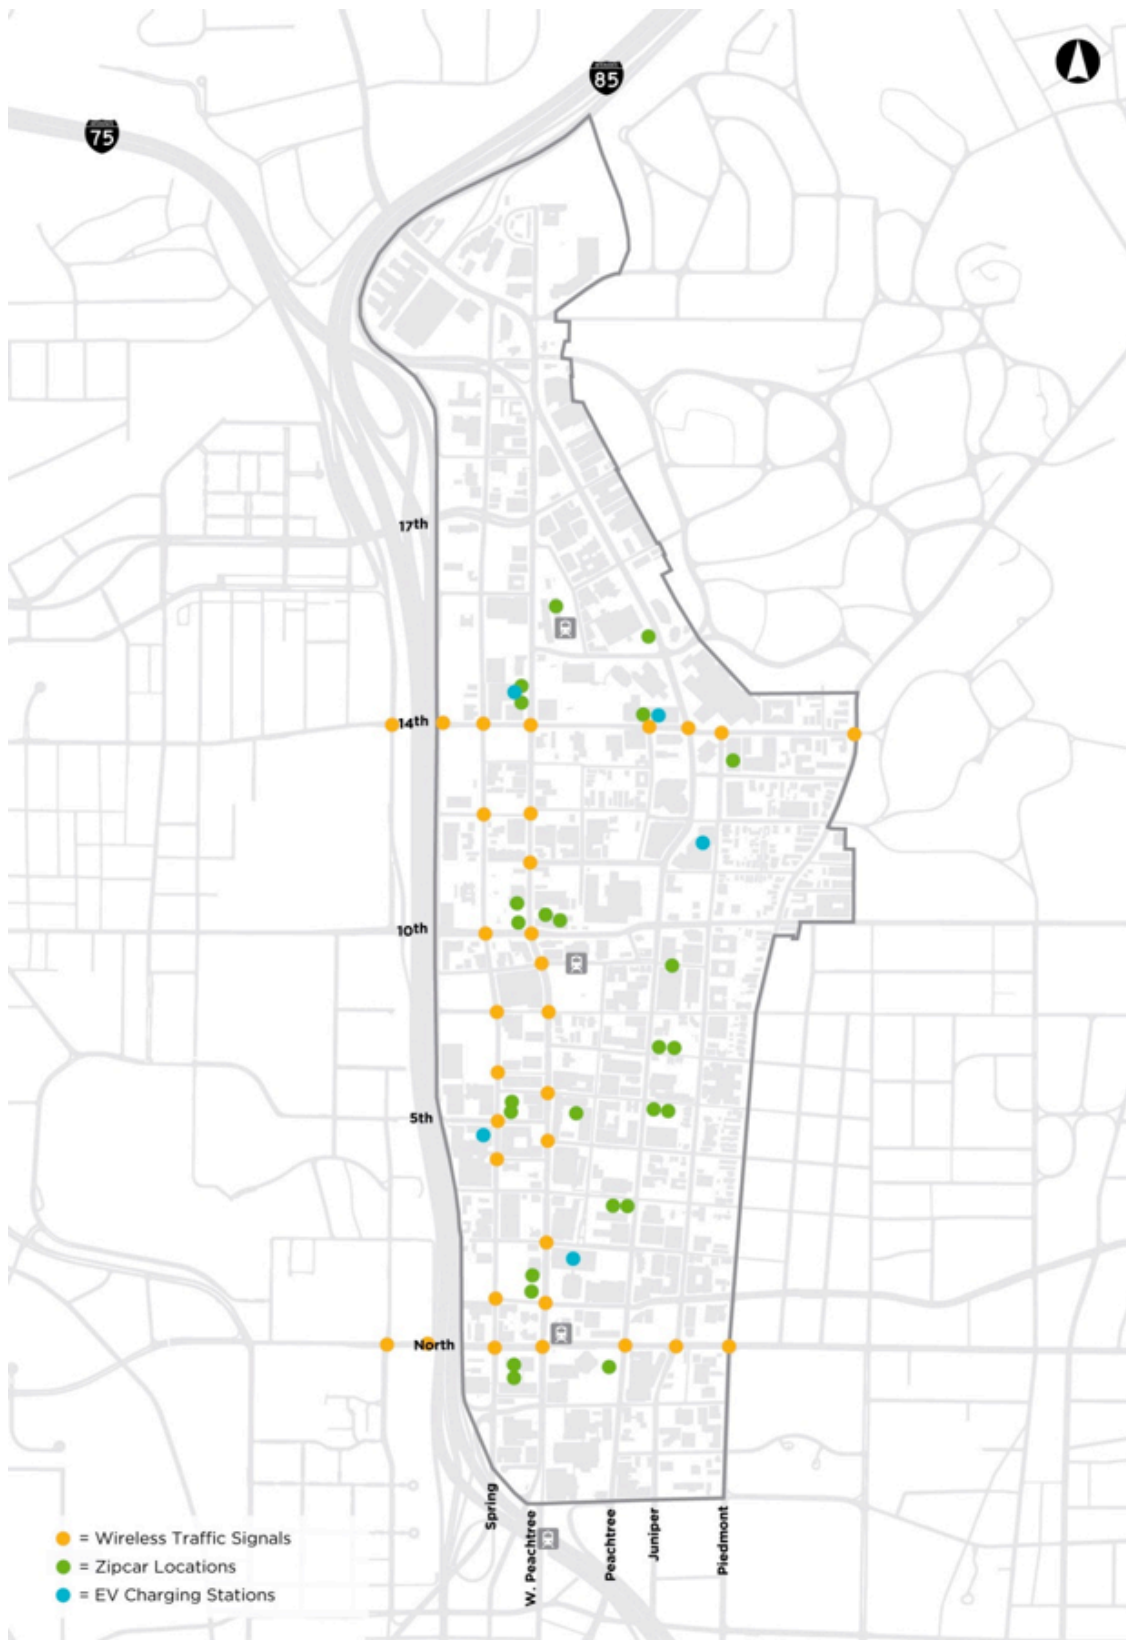 85
75
17th
14th
10th
5th
North
Spring
W. Peachtree
Peachtree
Juniper
Piedmont
= Wireless Traffic Signals
= Zipcar Locations
= EV Charging Stations